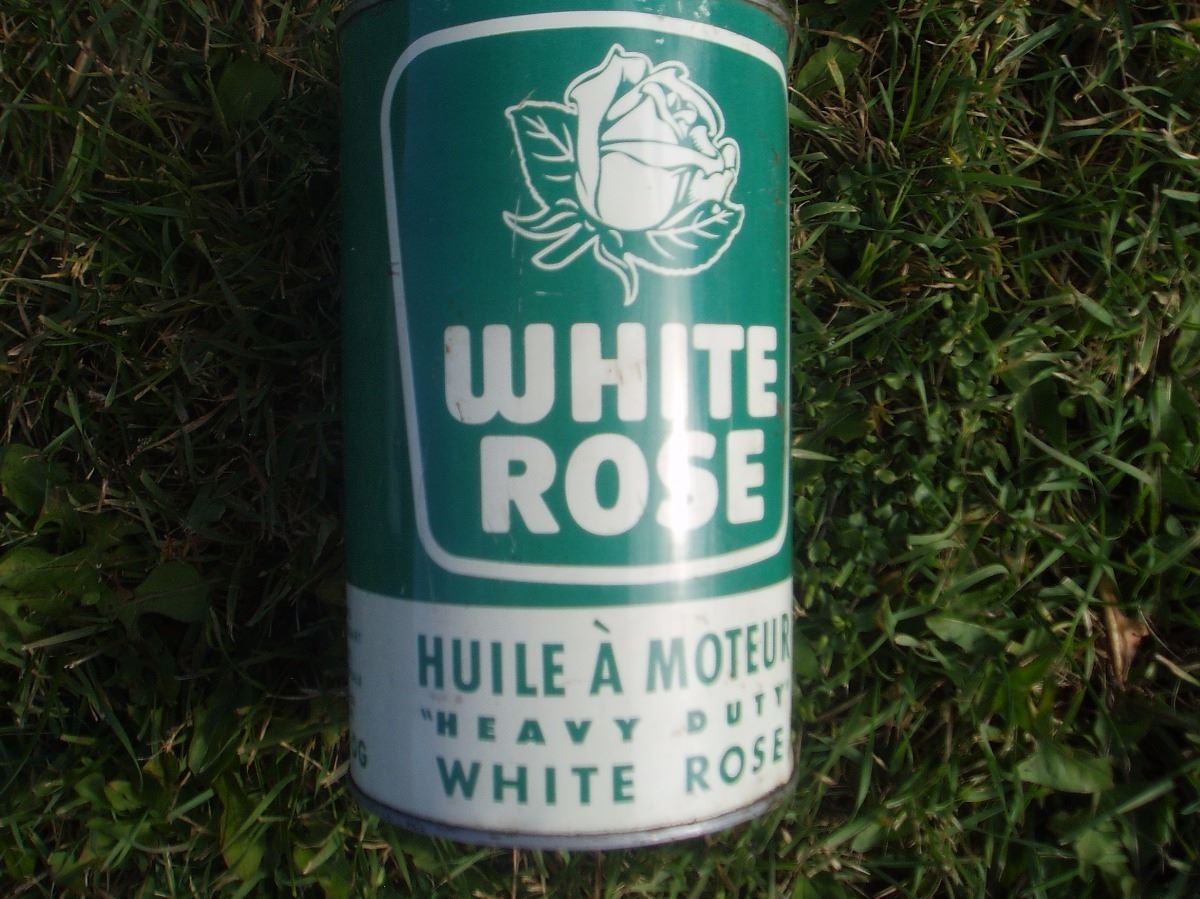 WHITE
ROSE
HUILE À MOTEUR
"HEAVY DUTY"
WHITE ROSE